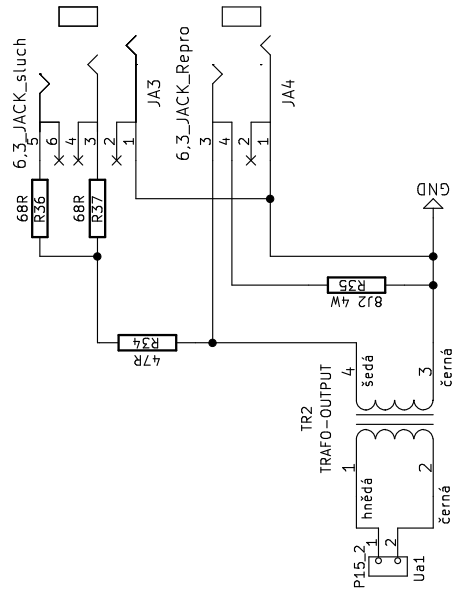 6,3_JACK_sluch
5
6
4
3
2
1
JA3
6,3_JACK_Repro
3
4
2
1
JA4
68R
R36
68R
R37
GND
R35
8J2 4W
R34
47R
TR2
TRAFO-OUTPUT
4
šedá
3
černá
1
hnědá
2
černá
P15_2
1
2
Ua1